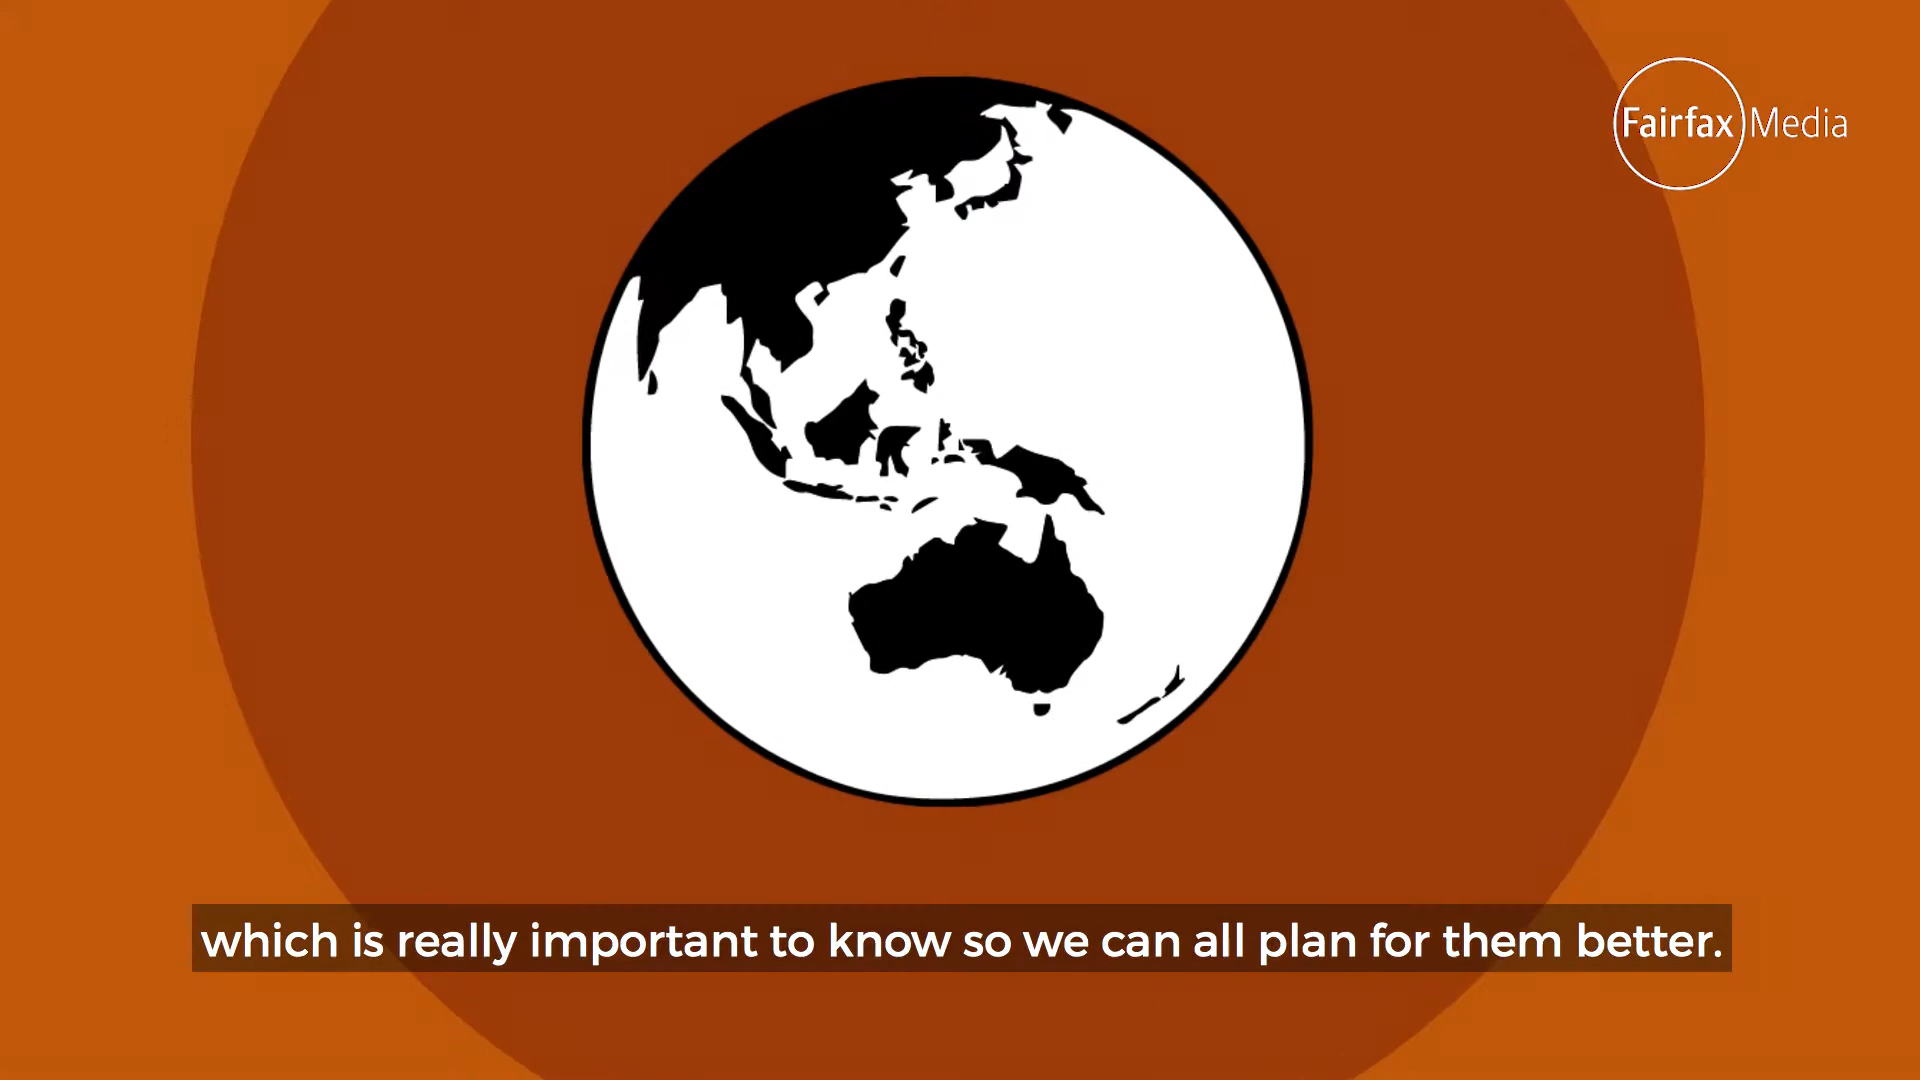 Fairfax Media
which is really important to know so we can all plan for them better.